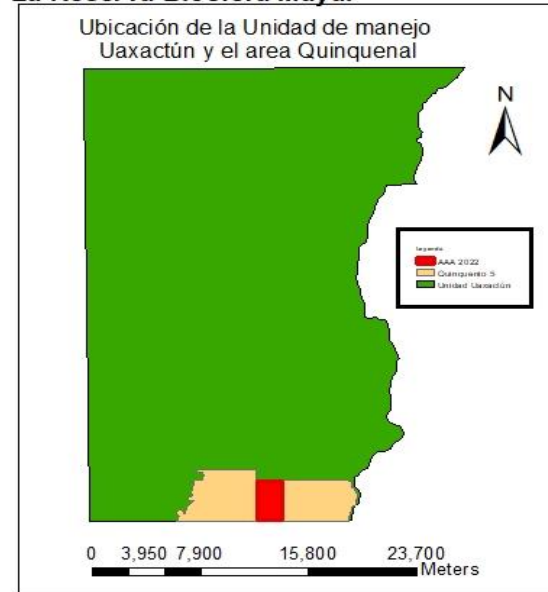 La Reserva Biosfera Maya.
Ubicación de la Unidad de manejo
Uaxactún y el area Quinquenal
N
Leyenda
AAA 2022
Quinquenio 5
Unidad Uaxactún
0 3,950 7,900 15,800 23,700
Meters